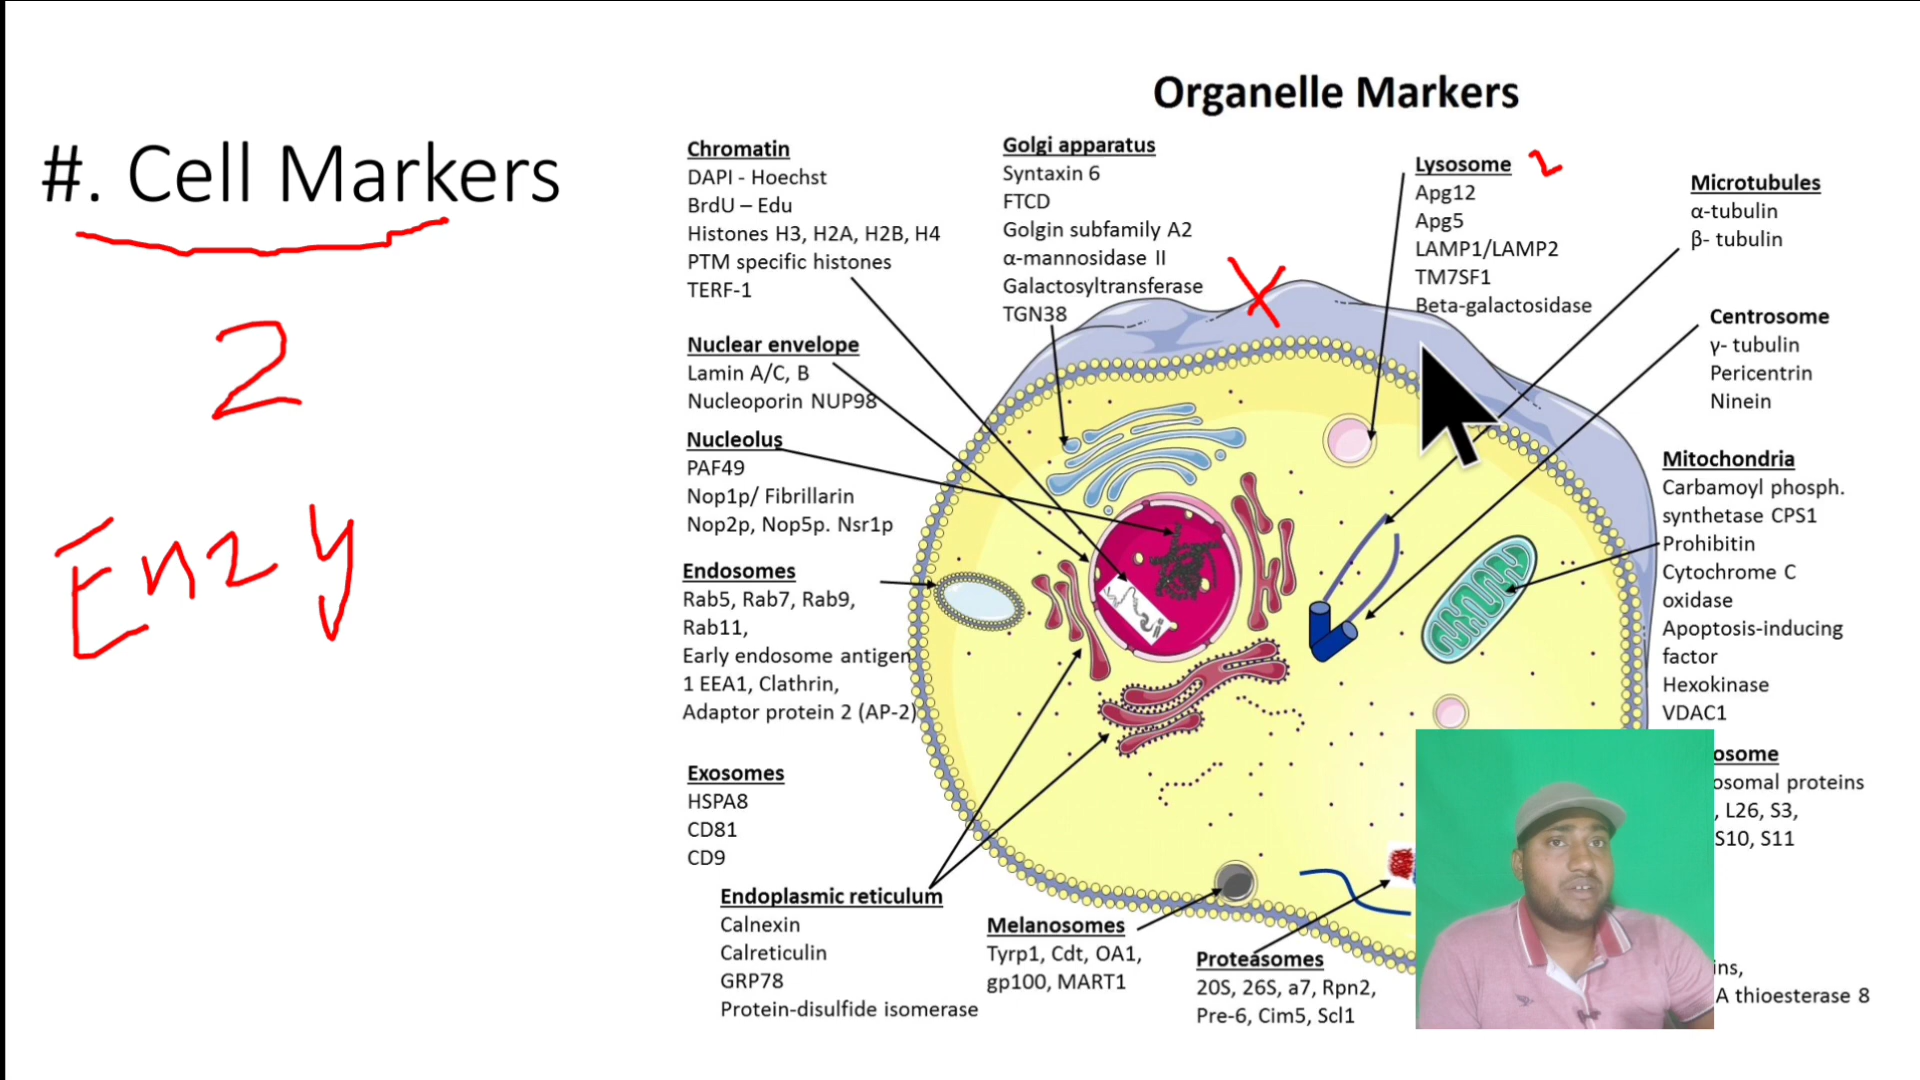 #. Cell Markers
2
Enzy
Organelle Markers
Chromatin
DAPI - Hoechst
BrdU – Edu
Histones H3, H2A, H2B, H4
PTM specific histones
TERF-1
Nuclear envelope
Lamin A/C, B
Nucleoporin NUP98
Nucleolus
PAF49
Nop1p/ Fibrillarin
Nop2p, Nop5p. Nsr1p
Endosomes
Rab5, Rab7, Rab9,
Rab11,
Early endosome antigen
1 EEA1, Clathrin,
Adaptor protein 2 (AP-2)
Exosomes
HSPA8
CD81
CD9
Endoplasmic reticulum
Calnexin
Calreticulin
GRP78
Protein-disulfide isomerase
Golgi apparatus
Syntaxin 6
FTCD
Golgin subfamily A2
α-mannosidase II
Galactosyltransferase
TGN38
X
Melanosomes
Tyrp1, Cdt, OA1,
gp100, MART1
Proteasomes
20S, 26S, a7, Rpn2,
Pre-6, Cim5, Scl1
Lysosome 2
Apg12
Apg5
LAMP1/LAMP2
TM7SF1
Beta-galactosidase
Microtubules
α-tubulin
β- tubulin
Centrosome
γ- tubulin
Pericentrin
Ninein
Mitochondria
Carbamoyl phosph.
synthetase CPS1
Prohibitin
Cytochrome C
oxidase
Apoptosis-inducing
factor
Hexokinase
VDAC1
osome
osomal proteins
, L26, S3,
S10, S11
ins,
A thioesterase 8